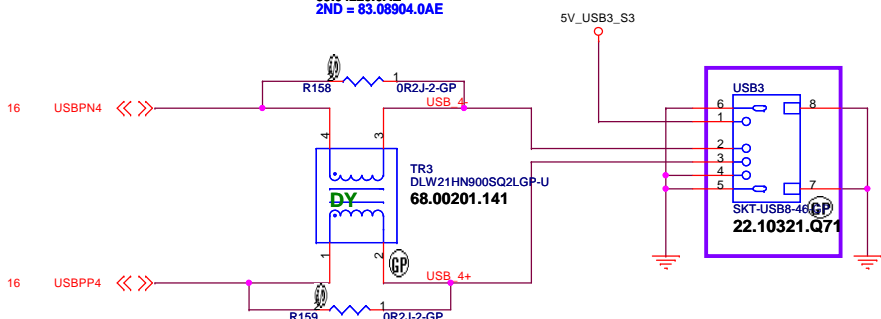 2ND = 83.08904.0AE
5V_USB3_S3
R158
1
0R2J-2-GP
USB3
16
USBPN4
USB_4-
6
8
1
4
3
2
3
TR3
4
DLW21HN900SQ2LGP-U
5
7
DY
68.00201.141
SKT-USB8-46
GP
22.10321.Q71
1
2
GP
16
USBPP4
USB_4+
R159
1
0R2J-2-GP